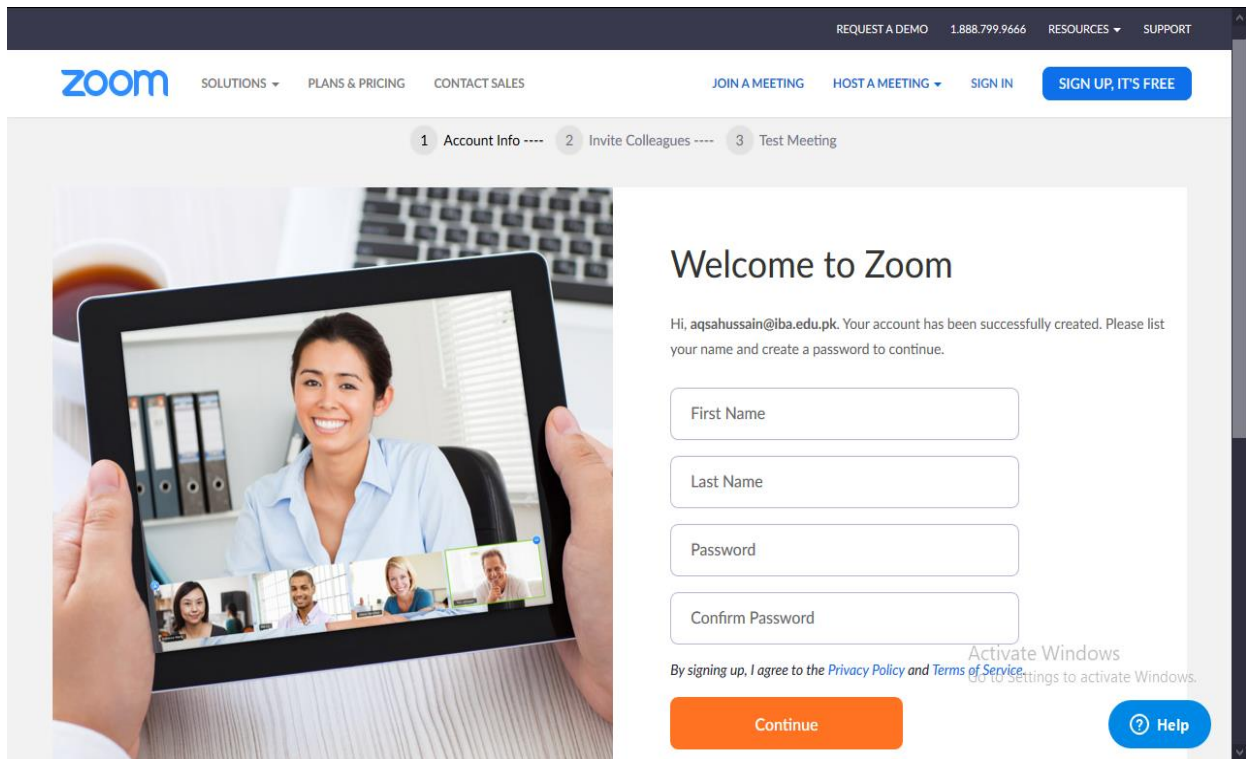 REQUEST A DEMO 1.888.799.9666 RESOURCES SUPPORT
zoom SOLUTIONS PLANS & PRICING CONTACT SALES JOIN A MEETING HOST A MEETING SIGN IN SIGN UP, IT'S FREE
1 Account Info ---- 2 Invite Colleagues ---- 3 Test Meeting
Welcome to Zoom
Hi, aqsahussain@iba.edu.pk. Your account has been successfully created. Please list
your name and create a password to continue.
First Name
Last Name
Password
Confirm Password
By signing up, I agree to the Privacy Policy and Terms of Service.
Activate Windows
Go to Settings to activate Windows.
Continue
? Help